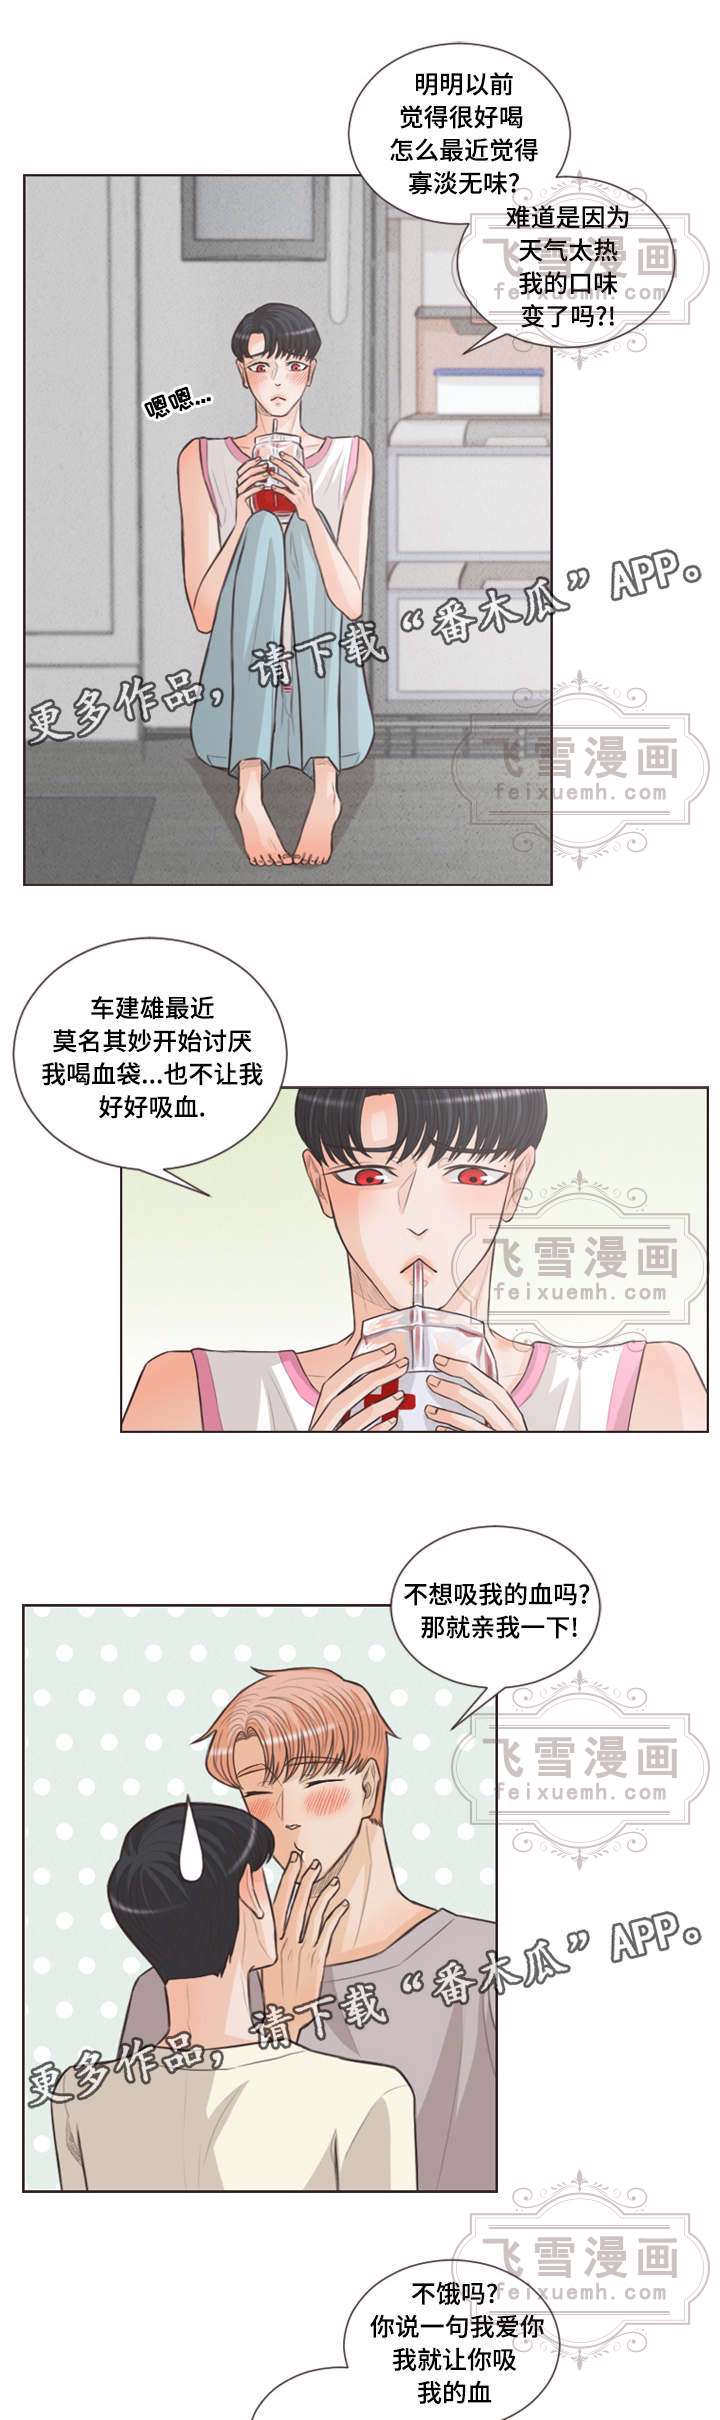 明明以前
觉得很好喝
怎么最近觉得
寡淡无味?
难道是因为
天气太热
我的口味
变了吗?!
飞雪漫画
feixuemh.com
嗯嗯...
更多作品，请下载“番木瓜”APP。
飞雪漫画
feixuemh.com
车建雄最近
莫名其妙开始讨厌
我喝血袋...也不让我
好好吸血.
飞雪漫画
feixuemh.com
不想吸我的血吗?
那就亲我一下!
飞雪漫画
feixuemh.com
更多作品，请下载“番木瓜”APP。
飞雪漫画
feixuemh.com
不饿吗?
你说一句我爱你
我就让你吸
我的血